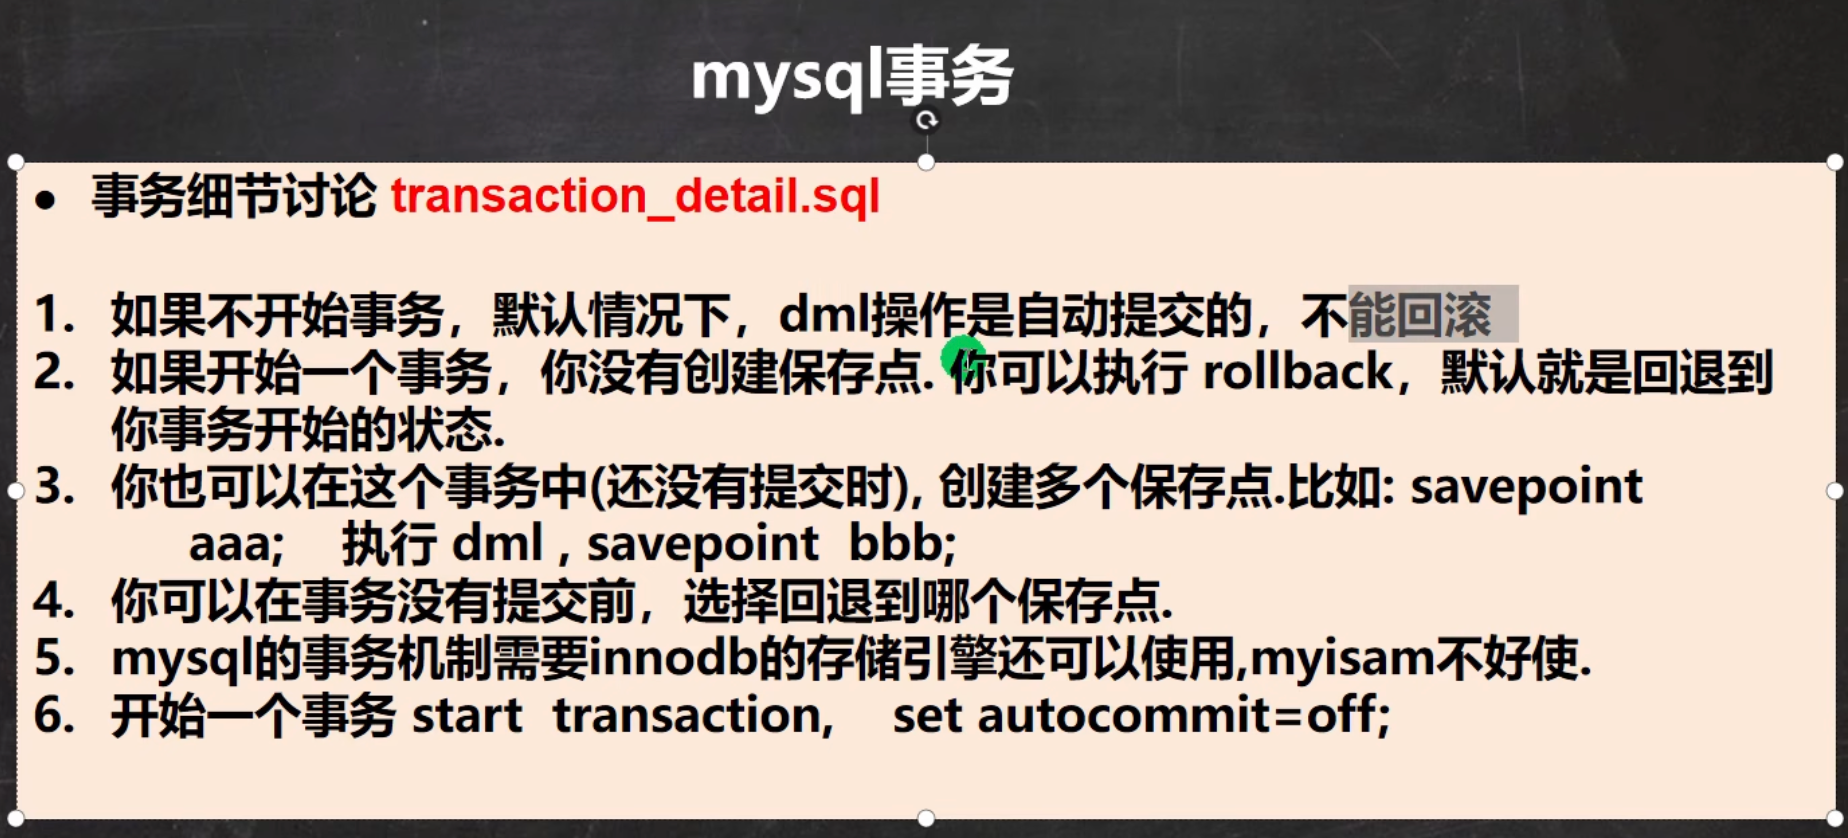 mysql事务
● 事务细节讨论 transaction_detail.sql
1. 如果不开始事务，默认情况下，dml操作是自动提交的，不能回滚
2. 如果开始一个事务，你没有创建保存点. 你可以执行 rollback，默认就是回退到
你事务开始的状态.
3. 你也可以在这个事务中(还没有提交时), 创建多个保存点.比如: savepoint
aaa; 执行 dml , savepoint bbb;
4. 你可以在事务没有提交前，选择回退到哪个保存点.
5. mysql的事务机制需要innodb的存储引擎还可以使用,myisam不好使.
6. 开始一个事务 start transaction, set autocommit=off;